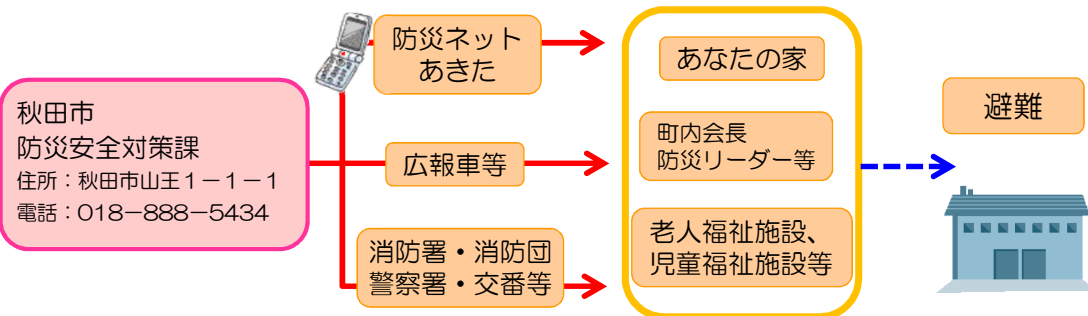 秋田市
防災安全対策課
住所：秋田市山王１－１－１
電話：018－888－5434
防災ネット
あきた
広報車等
消防署・消防団
警察署・交番等
あなたの家
町内会長
防災リーダー等
老人福祉施設、
児童福祉施設等
避難